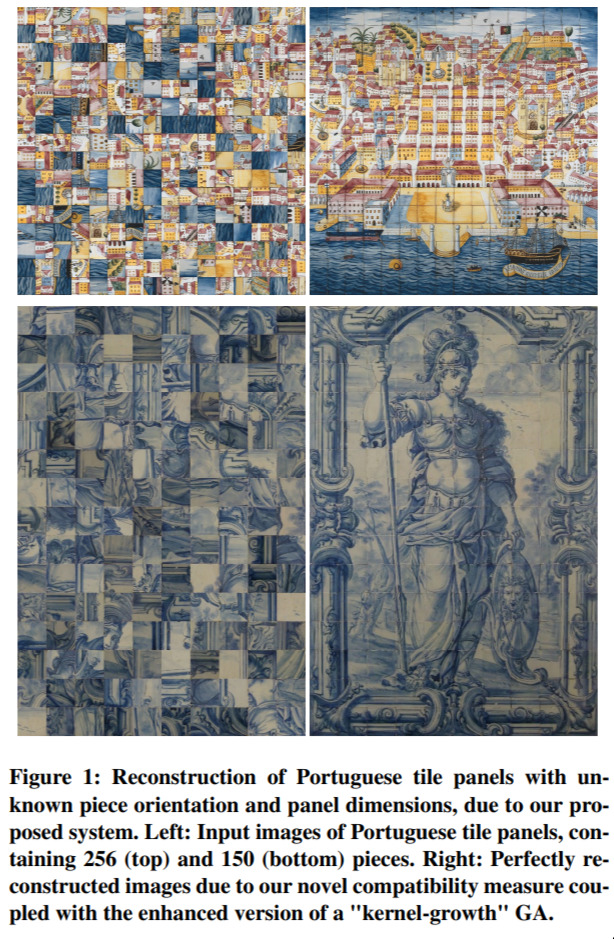 Figure 1: Reconstruction of Portuguese tile panels with un-
known piece orientation and panel dimensions, due to our pro-
posed system. Left: Input images of Portuguese tile panels, con-
taining 256 (top) and 150 (bottom) pieces. Right: Perfectly re-
constructed images due to our novel compatibility measure cou-
pled with the enhanced version of a "kernel-growth" GA.